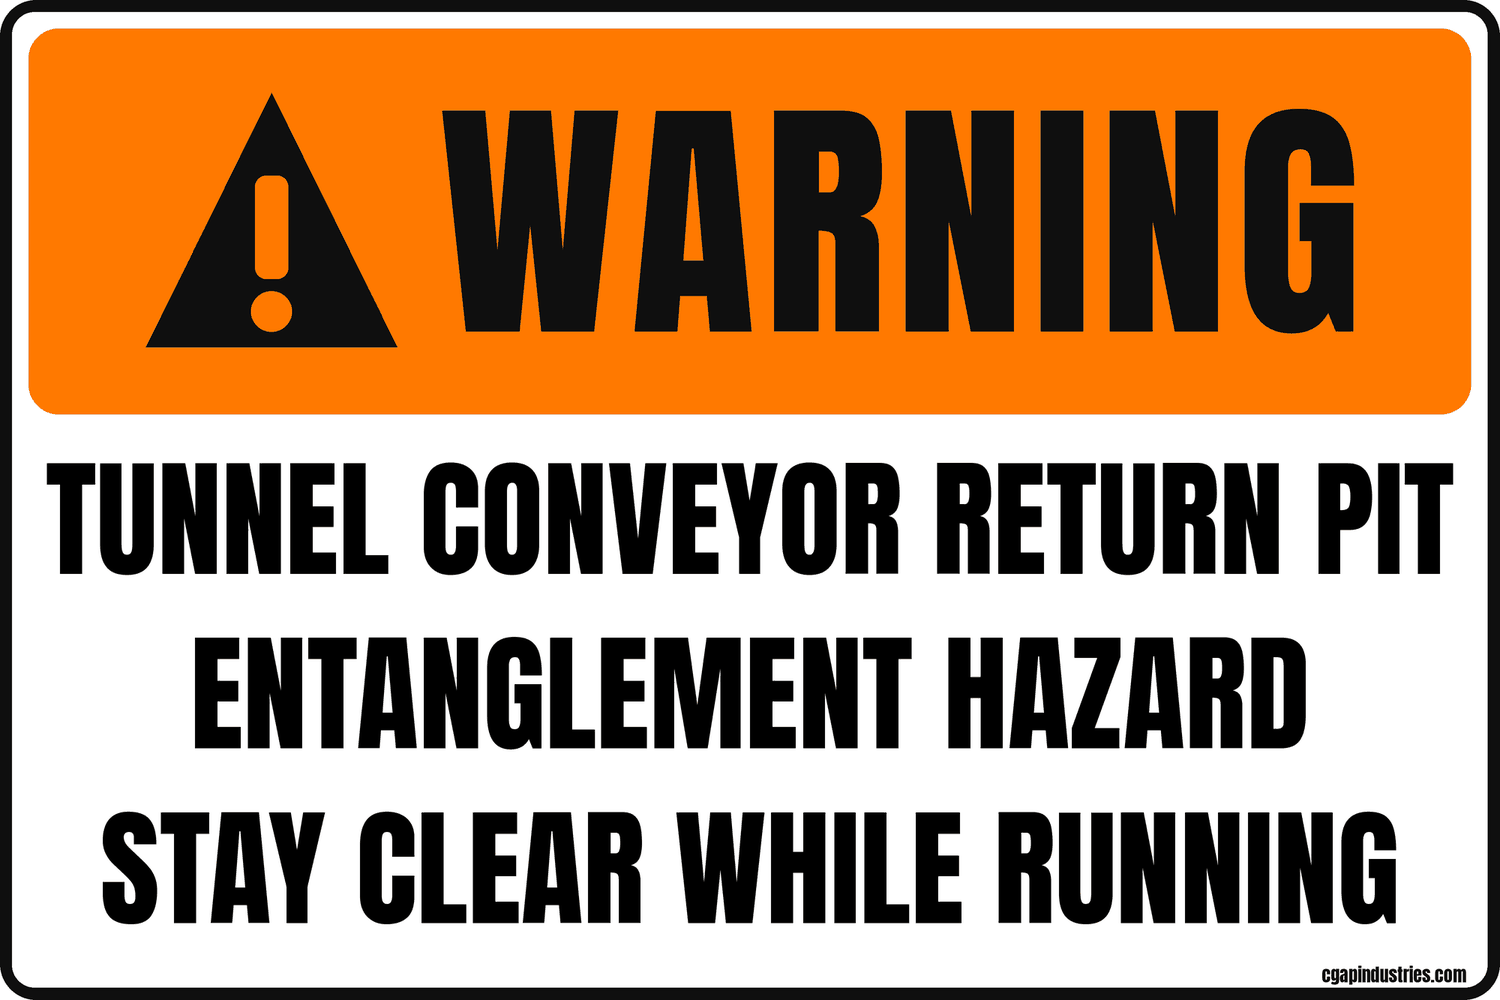 WARNING
TUNNEL CONVEYOR RETURN PIT
ENTANGLEMENT HAZARD
STAY CLEAR WHILE RUNNING
cgapindustries.com